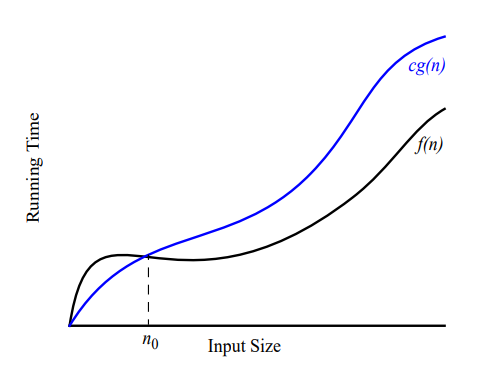 cg(n)
f(n)
Running Time
n0
Input Size